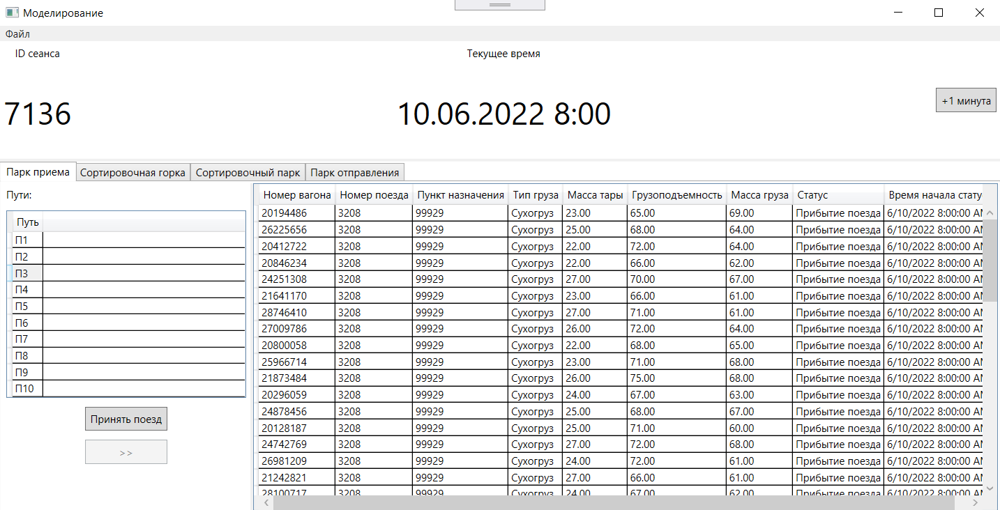 Моделирование
Файл
ID сеанса Текущее время
7136 10.06.2022 8:00 +1 минута
Парк приема Сортировочная горка Сортировочный парк Парк отправления
Пути:
Путь
П1
П2
П3
П4
П5
П6
П7
П8
П9
П10
Принять поезд
>>
Номер вагона Номер поезда Пункт назначения Тип груза Масса тары Грузоподъемность Масса груза Статус Время начала стату
20194486 3208 99929 Сухогруз 23.00 65.00 69.00 Прибытие поезда 6/10/2022 8:00:00 AM
26225656 3208 99929 Сухогруз 25.00 68.00 64.00 Прибытие поезда 6/10/2022 8:00:00 AM
20412722 3208 99929 Сухогруз 22.00 72.00 64.00 Прибытие поезда 6/10/2022 8:00:00 AM
20846234 3208 99929 Сухогруз 22.00 66.00 62.00 Прибытие поезда 6/10/2022 8:00:00 AM
24251308 3208 99929 Сухогруз 27.00 70.00 67.00 Прибытие поезда 6/10/2022 8:00:00 AM
21641170 3208 99929 Сухогруз 23.00 66.00 61.00 Прибытие поезда 6/10/2022 8:00:00 AM
28746410 3208 99929 Сухогруз 27.00 71.00 61.00 Прибытие поезда 6/10/2022 8:00:00 AM
27009786 3208 99929 Сухогруз 26.00 72.00 64.00 Прибытие поезда 6/10/2022 8:00:00 AM
20800058 3208 99929 Сухогруз 22.00 68.00 65.00 Прибытие поезда 6/10/2022 8:00:00 AM
25966714 3208 99929 Сухогруз 23.00 71.00 68.00 Прибытие поезда 6/10/2022 8:00:00 AM
21873484 3208 99929 Сухогруз 26.00 75.00 68.00 Прибытие поезда 6/10/2022 8:00:00 AM
20296059 3208 99929 Сухогруз 24.00 67.00 63.00 Прибытие поезда 6/10/2022 8:00:00 AM
24878456 3208 99929 Сухогруз 25.00 68.00 67.00 Прибытие поезда 6/10/2022 8:00:00 AM
20128187 3208 99929 Сухогруз 25.00 71.00 60.00 Прибытие поезда 6/10/2022 8:00:00 AM
24742769 3208 99929 Сухогруз 27.00 72.00 68.00 Прибытие поезда 6/10/2022 8:00:00 AM
26981209 3208 99929 Сухогруз 24.00 72.00 61.00 Прибытие поезда 6/10/2022 8:00:00 AM
21242821 3208 99929 Сухогруз 27.00 66.00 61.00 Прибытие поезда 6/10/2022 8:00:00 AM
28100717 3208 99929 Сухогруз 24.00 67.00 62.00 Прибытие поезда 6/10/2022 8:00:00 AM